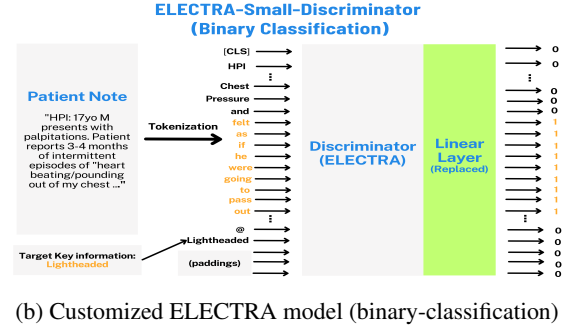 ELECTRA-Small-Discriminator
(Binary Classification)
Patient Note
"HPI: 17yo M
presents with
palpitations. Patient
reports 3-4 months
of intermittent
episodes of "heart
beating/pounding
out of my chest ..."
Target Key information:
Lightheaded
Tokenization
[CLS]
HPI
⋮
Chest
Pressure
and
felt
as
if
he
were
going
to
pass
out
⋮
@
Lightheaded
(paddings)
Discriminator
(ELECTRA)
Linear
Layer
(Replaced)
0
0
⋮
0
0
0
1
1
1
1
1
1
1
1
1
⋮
0
0
0
0
0
(b) Customized ELECTRA model (binary-classification)